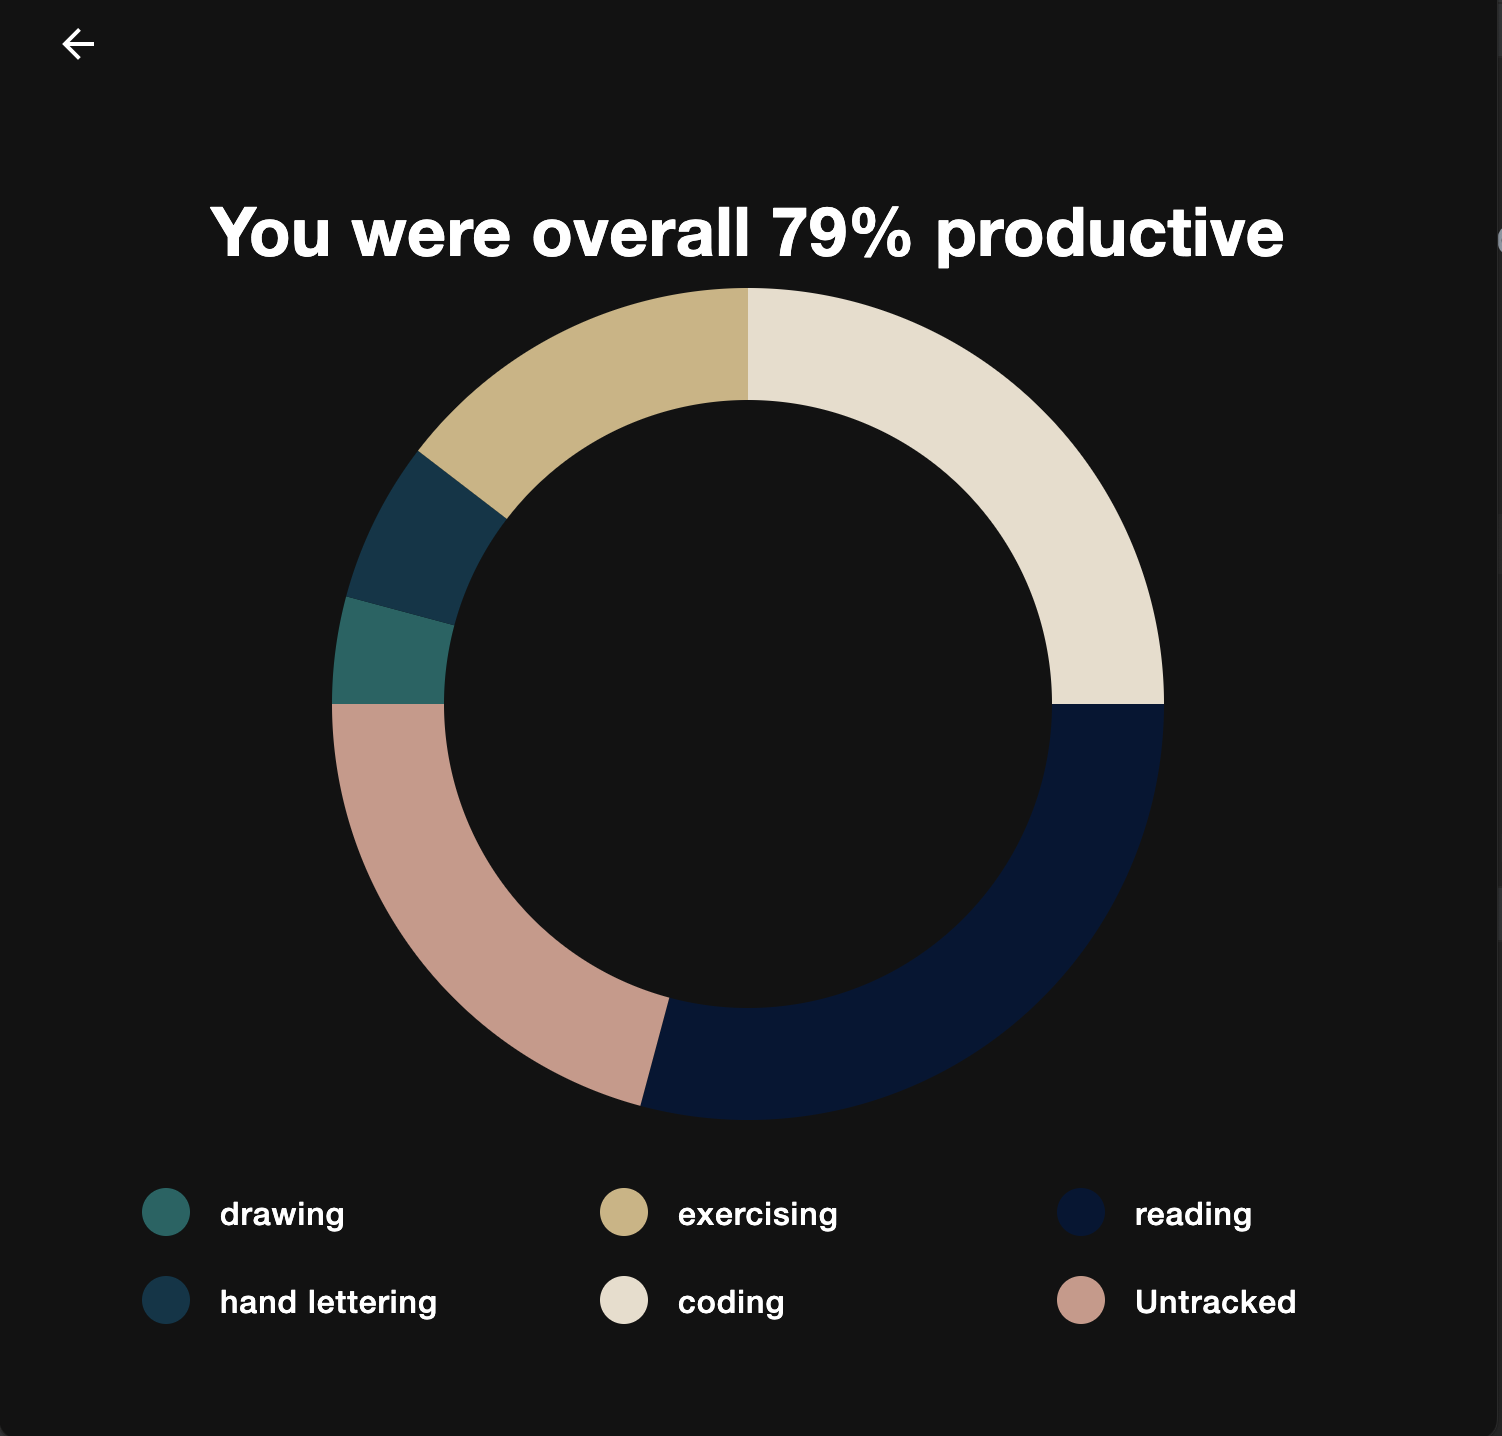 You were overall 79% productive
drawing
exercising
reading
hand lettering
coding
Untracked